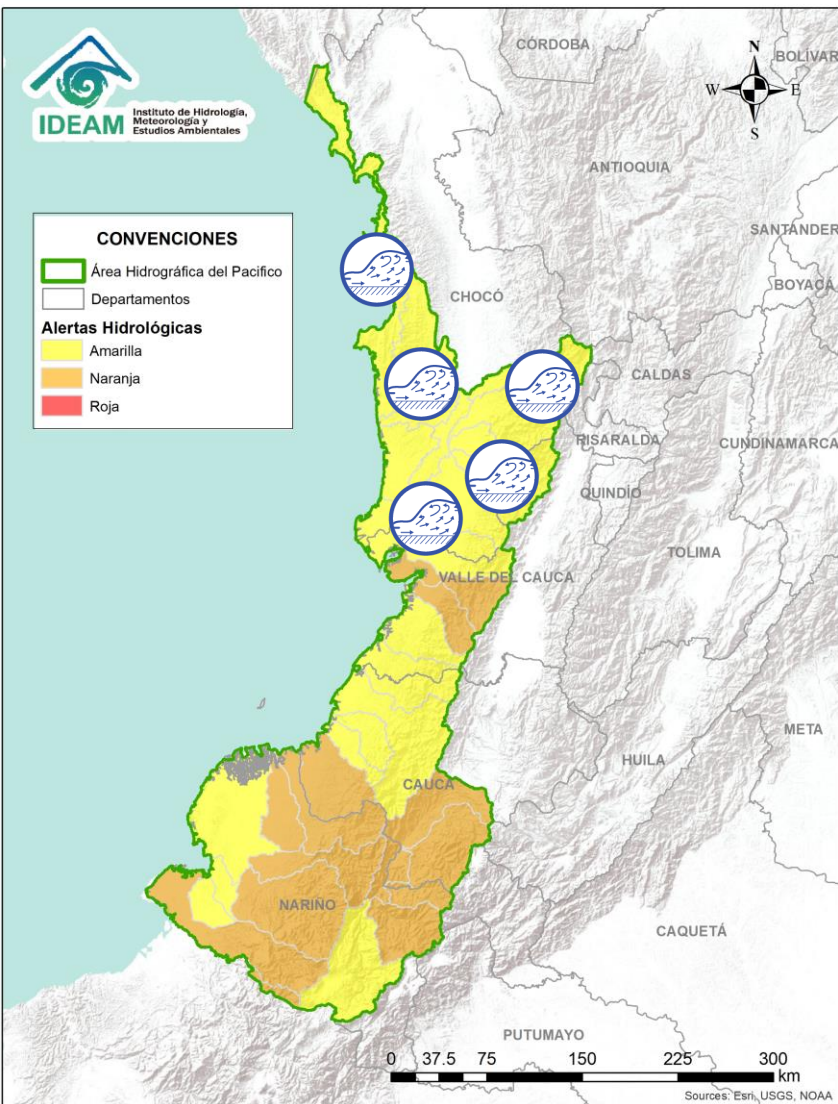 IDEAM
Instituto de Hidrología,
Meteorología y
Estudios Ambientales
CÓRDOBA
BOLÍVAR
N
W
E
S
ANTIOQUIA
SANTANDER
BOYACÁ
CONVENCIONES
Área Hidrográfica del Pacifico
Departamentos
Alertas Hidrológicas
Amarilla
Naranja
Roja
CHOCÓ
CALDAS
RISARALDA
CUNDINAMARCA
QUINDÍO
TOLIMA
VALLE DEL CAUCA
META
HUILA
CAUCA
NARIÑO
CAQUETÁ
PUTUMAYO
0 37.5 75 150 225 300
km
Sources: Esri, USGS, NOAA